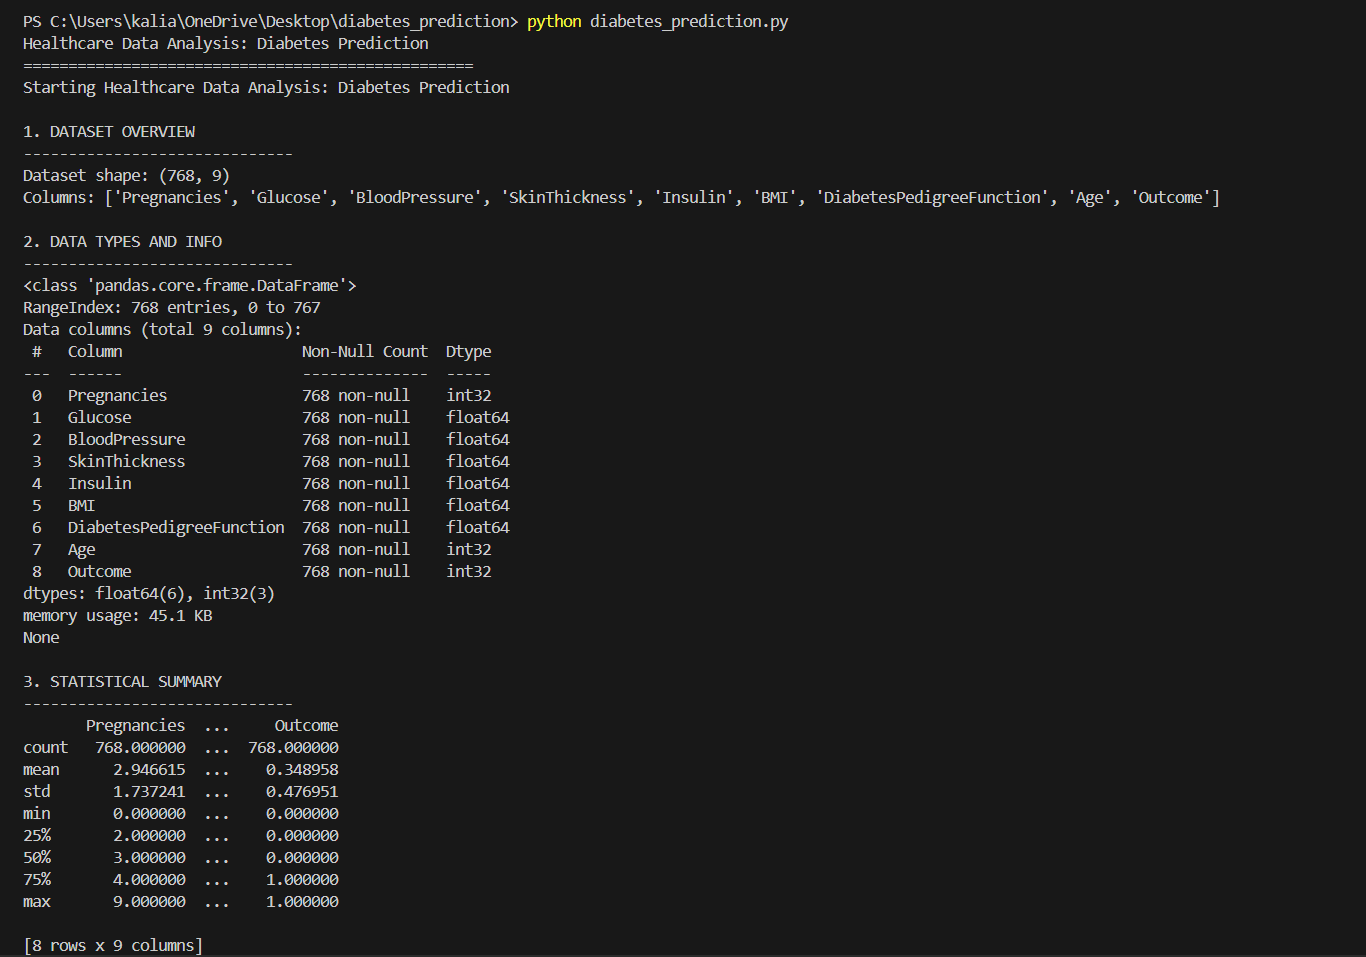 PS C:\Users\kalia\OneDrive\Desktop\diabetes_prediction> python diabetes_prediction.py
Healthcare Data Analysis: Diabetes Prediction
==================================================
Starting Healthcare Data Analysis: Diabetes Prediction

1. DATASET OVERVIEW
------------------------------
Dataset shape: (768, 9)
Columns: ['Pregnancies', 'Glucose', 'BloodPressure', 'SkinThickness', 'Insulin', 'BMI', 'DiabetesPedigreeFunction', 'Age', 'Outcome']

2. DATA TYPES AND INFO
------------------------------
<class 'pandas.core.frame.DataFrame'>
RangeIndex: 768 entries, 0 to 767
Data columns (total 9 columns):
 #   Column                    Non-Null Count  Dtype
---  ------                    --------------  -----
 0   Pregnancies               768 non-null    int32
 1   Glucose                   768 non-null    float64
 2   BloodPressure             768 non-null    float64
 3   SkinThickness             768 non-null    float64
 4   Insulin                   768 non-null    float64
 5   BMI                       768 non-null    float64
 6   DiabetesPedigreeFunction  768 non-null    float64
 7   Age                       768 non-null    int32
 8   Outcome                   768 non-null    int32
dtypes: float64(6), int32(3)
memory usage: 45.1 KB
None

3. STATISTICAL SUMMARY
------------------------------
       Pregnancies  ...     Outcome
count   768.000000  ...  768.000000
mean      2.946615  ...    0.348958
std       1.737241  ...    0.476951
min       0.000000  ...    0.000000
25%       2.000000  ...    0.000000
50%       3.000000  ...    0.000000
75%       4.000000  ...    1.000000
max       9.000000  ...    1.000000

[8 rows x 9 columns]